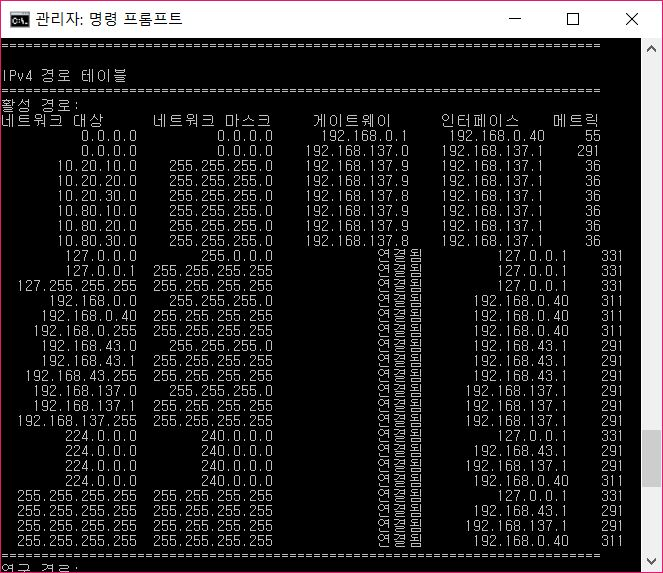 관리자: 명령 프롬프트
===========================================================================
IPv4 경로 테이블
===========================================================================
활성 경로:
네트워크 대상 네트워크 마스크 게이트웨이 인터페이스 메트릭
0.0.0.0 0.0.0.0 192.168.0.1 192.168.0.40 55
0.0.0.0 0.0.0.0 192.168.137.0 192.168.137.1 291
10.20.10.0 255.255.255.0 192.168.137.9 192.168.137.1 36
10.20.20.0 255.255.255.0 192.168.137.9 192.168.137.1 36
10.20.30.0 255.255.255.0 192.168.137.8 192.168.137.1 36
10.80.10.0 255.255.255.0 192.168.137.9 192.168.137.1 36
10.80.20.0 255.255.255.0 192.168.137.9 192.168.137.1 36
10.80.30.0 255.255.255.0 192.168.137.8 192.168.137.1 36
127.0.0.0 255.0.0.0 연결됨 127.0.0.1 331
127.0.0.1 255.255.255.255 연결됨 127.0.0.1 331
127.255.255.255 255.255.255.255 연결됨 127.0.0.1 331
192.168.0.0 255.255.255.0 연결됨 192.168.0.40 311
192.168.0.40 255.255.255.255 연결됨 192.168.0.40 311
192.168.0.255 255.255.255.255 연결됨 192.168.0.40 311
192.168.43.0 255.255.255.0 연결됨 192.168.43.1 291
192.168.43.1 255.255.255.255 연결됨 192.168.43.1 291
192.168.43.255 255.255.255.255 연결됨 192.168.43.1 291
192.168.137.0 255.255.255.0 연결됨 192.168.137.1 291
192.168.137.1 255.255.255.255 연결됨 192.168.137.1 291
192.168.137.255 255.255.255.255 연결됨 192.168.137.1 291
224.0.0.0 240.0.0.0 연결됨 127.0.0.1 331
224.0.0.0 240.0.0.0 연결됨 192.168.43.1 291
224.0.0.0 240.0.0.0 연결됨 192.168.137.1 291
224.0.0.0 240.0.0.0 연결됨 192.168.0.40 311
255.255.255.255 255.255.255.255 연결됨 127.0.0.1 331
255.255.255.255 255.255.255.255 연결됨 192.168.43.1 291
255.255.255.255 255.255.255.255 연결됨 192.168.137.1 291
255.255.255.255 255.255.255.255 연결됨 192.168.0.40 311
===========================================================================
영구 경로: